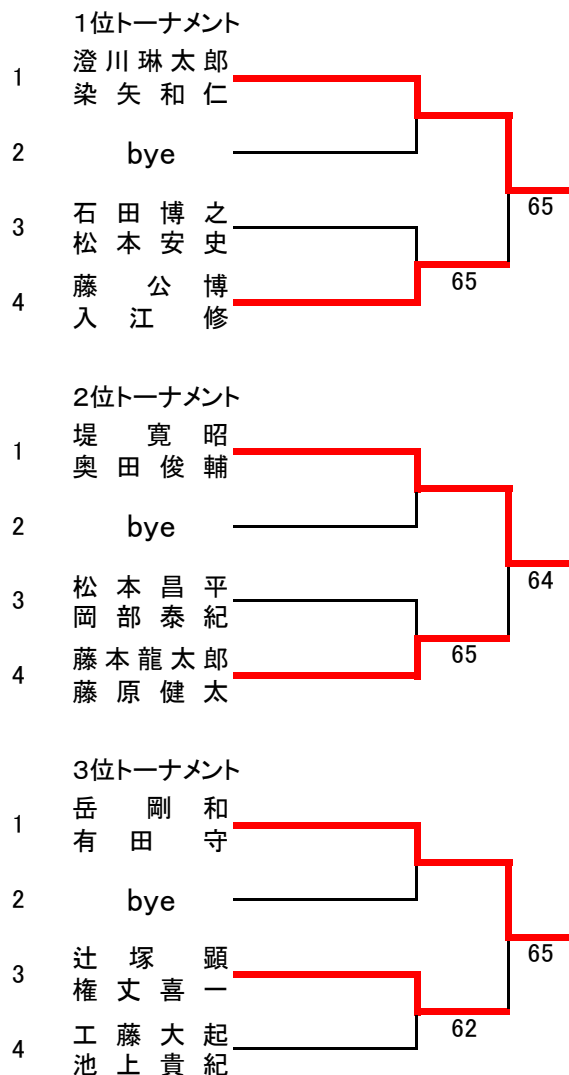 1位トーナメント
1 澄川琳太郎
染矢和仁
2 bye
65
3 石田博之
松本安史
65
4 藤公博
入江修
2位トーナメント
1 堤寛昭
奥田俊輔
2 bye
64
3 松本昌平
岡部泰紀
65
4 藤本龍太郎
藤原健太
3位トーナメント
1 岳剛和
有田守
2 bye
65
3 辻塚顕
権丈喜一
62
4 工藤大起
池上貴紀